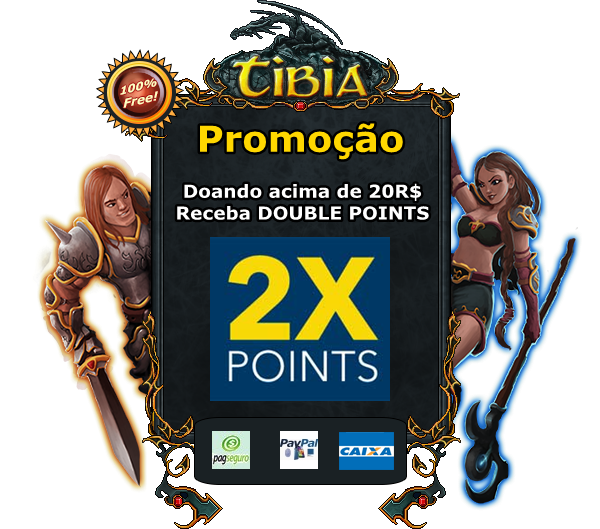 TIBIA
100%
Free!
Promoção
Doando acima de 20R$
Receba DOUBLE POINTS
2X
POINTS
pagseguro
PayPal
CAIXA